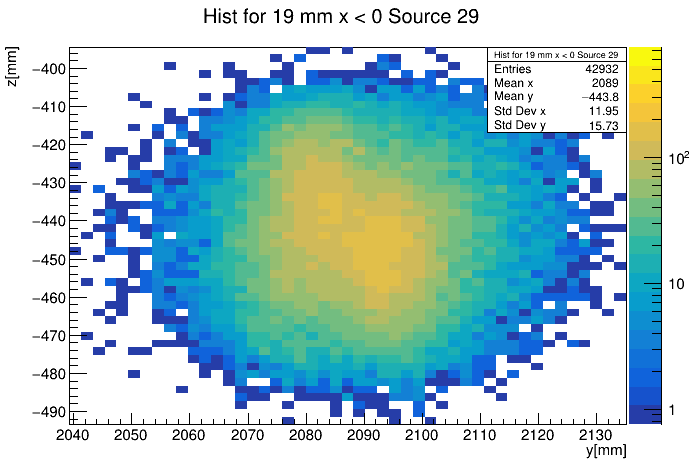 Hist for 19 mm x < 0 Source 29
z[mm]
Hist for 19 mm x < 0 Source 29
Entries 42932
Mean x 2089
Mean y −443.8
Std Dev x 11.95
Std Dev y 15.73
−400
−410
−420
−430
−440
−450
−460
−470
−480
−490
2040 2050 2060 2070 2080 2090 2100 2110 2120 2130
y[mm]
10²
10
1